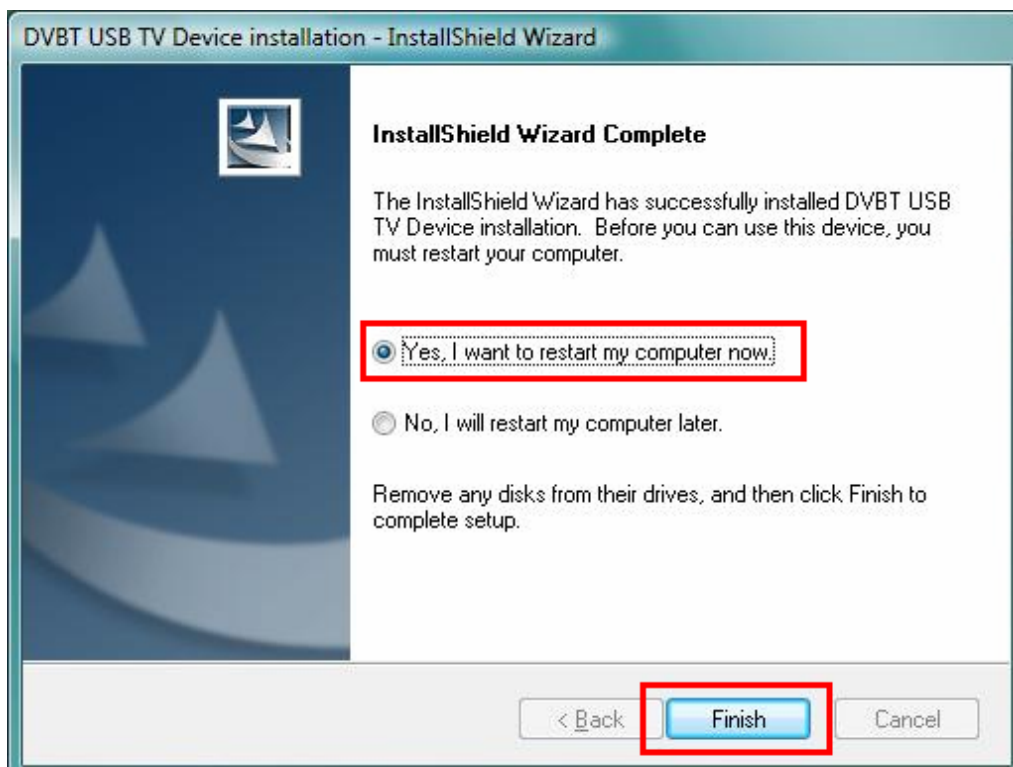 DVBT USB TV Device installation - InstallShield Wizard
InstallShield Wizard Complete
The InstallShield Wizard has successfully installed DVBT USB
TV Device installation.  Before you can use this device, you
must restart your computer.
Yes, I want to restart my computer now.
No, I will restart my computer later.
Remove any disks from their drives, and then click Finish to
complete setup.
< Back Finish Cancel